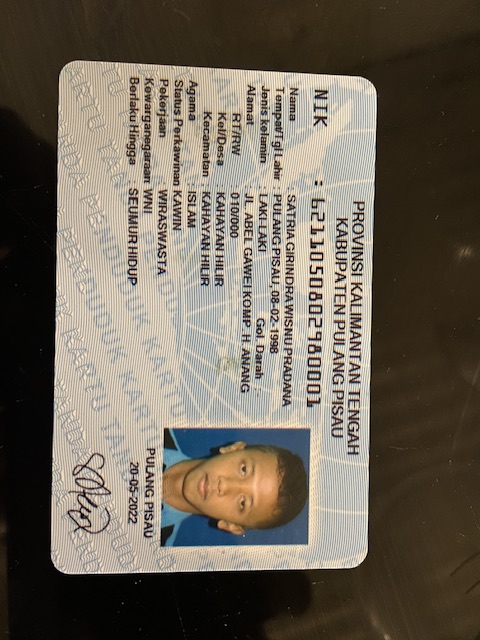 PROVINSI KALIMANTAN TENGAH
KABUPATEN PULANG PISAU
NIK : 6211050802980001
Nama : SATRIA GIRINDRA WISNU PRADANA
Tempat/Tgl Lahir : PULANG PISAU, 08-02-1998
Jenis kelamin : LAKI-LAKI Gol. Darah : -
Alamat : JL ABEL GAWEI KOMP. H. ANANG
RT/RW : 010/000
Kel/Desa : KAHAYAN HILIR
Kecamatan : KAHAYAN HILIR
Agama : ISLAM
Status Perkawinan: KAWIN
Pekerjaan : WIRASWASTA
Kewarganegaraan: WNI
Berlaku Hingga : SEUMUR HIDUP
PULANG PISAU
20-05-2022